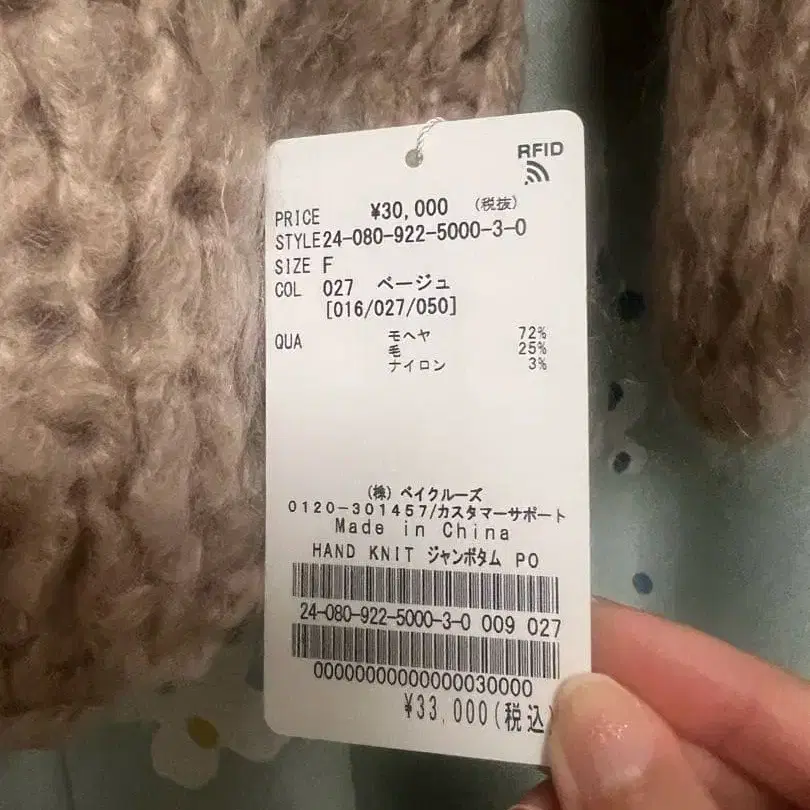 RFID
PRICE ¥30,000 (税抜)
STYLE24-080-922-5000-3-0
SIZE F
COL 027 ベージュ
[016/027/050]
QUA モヘヤ 72%
毛 25%
ナイロン 3%
(株) ベイクルーズ
0120-301457/カスタマーサポート
Made in China
HAND KNIT ジャンボタム PO
24-080-922-5000-3-0 009 027
00000000000000030000
¥33,000(税込)